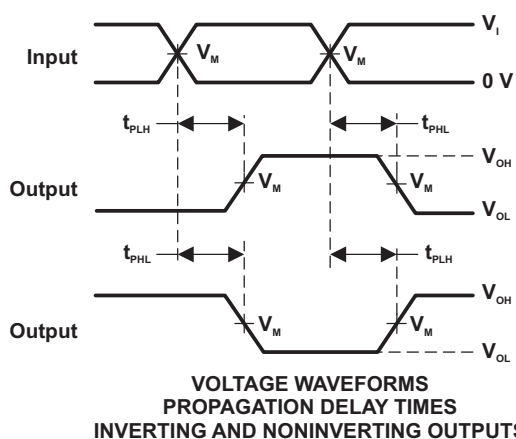 V_I
Input
V_M
V_M
0 V
t_PLH
t_PHL
V_OH
Output
V_M
V_M
V_OL
t_PHL
t_PLH
V_OH
Output
V_M
V_M
V_OL
VOLTAGE WAVEFORMS
PROPAGATION DELAY TIMES
INVERTING AND NONINVERTING OUTPUTS